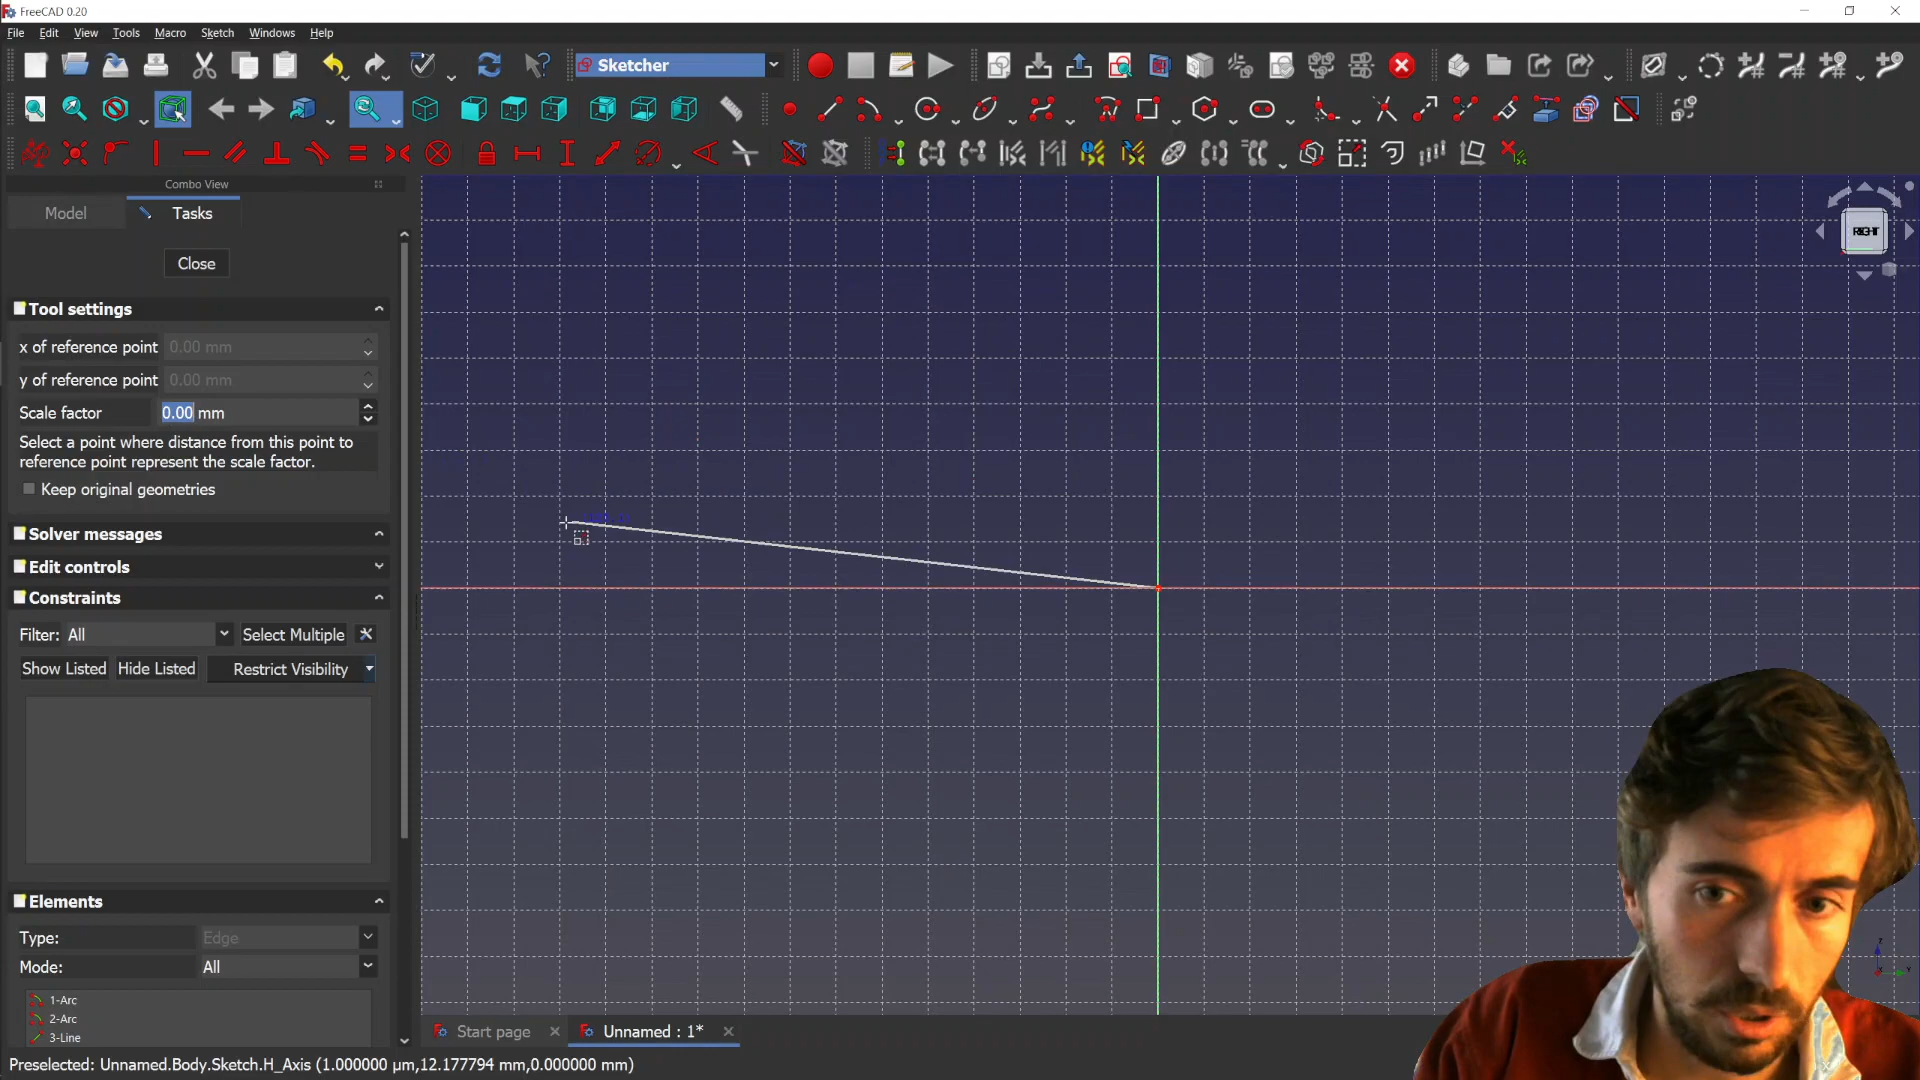 FreeCAD 0.20
File Edit View Tools Macro Sketch Windows Help
Sketcher
Combo View
Model
Tasks
Close
Tool settings
x of reference point 0.00 mm
y of reference point 0.00 mm
Scale factor 0.00 mm
Select a point where distance from this point to
reference point represent the scale factor.
Keep original geometries
Solver messages
Edit controls
Constraints
Filter: All Select Multiple
Show Listed Hide Listed Restrict Visibility
Elements
Type: Edge
Mode: All
1-Arc
2-Arc
3-Line
RIGHT
Z
X
Y
Start page
Unnamed : 1*
Preselected: Unnamed.Body.Sketch.H_Axis (1.000000 µm,12.177794 mm,0.000000 mm)